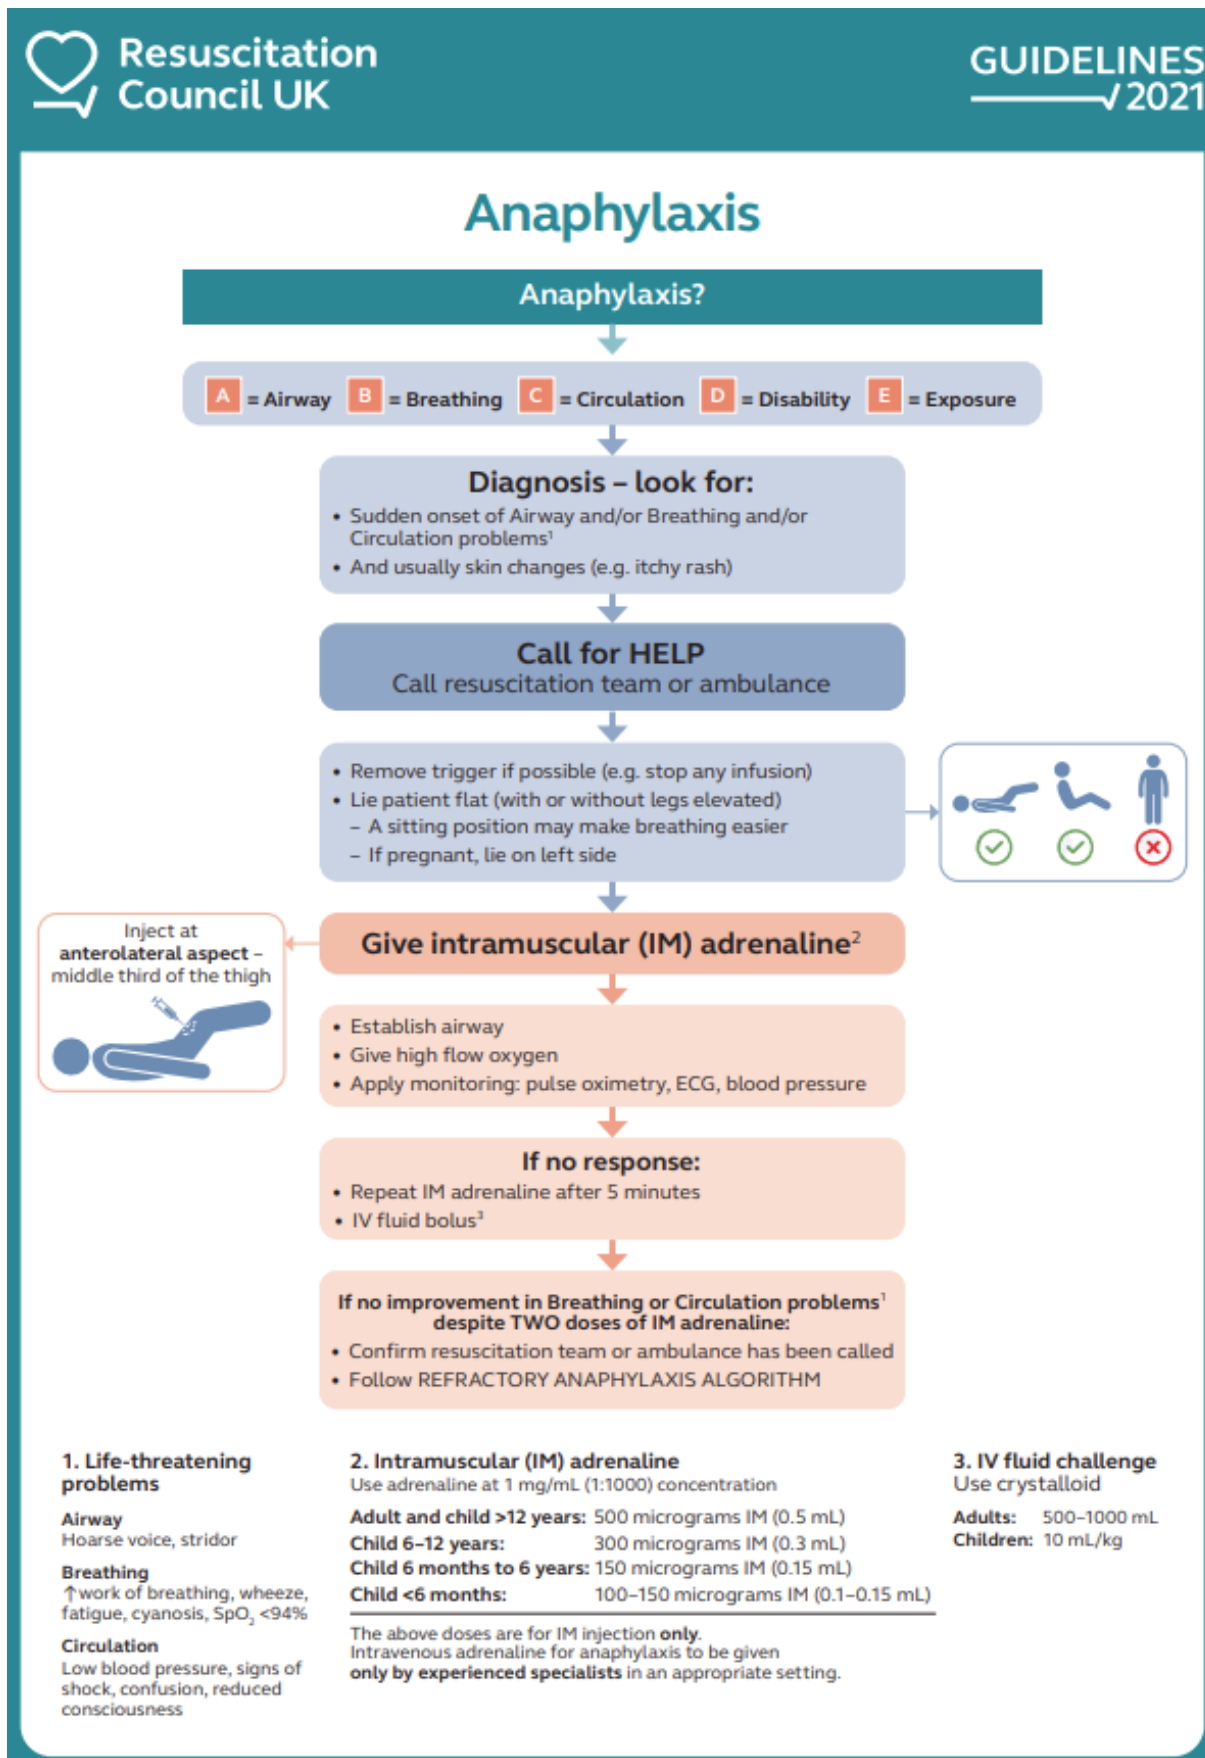 Resuscitation
Council UK
GUIDELINES
2021
Anaphylaxis
Anaphylaxis?
A = Airway B = Breathing C = Circulation D = Disability E = Exposure
Diagnosis – look for:
• Sudden onset of Airway and/or Breathing and/or
Circulation problems¹
• And usually skin changes (e.g. itchy rash)
Call for HELP
Call resuscitation team or ambulance
• Remove trigger if possible (e.g. stop any infusion)
• Lie patient flat (with or without legs elevated)
– A sitting position may make breathing easier
– If pregnant, lie on left side
Give intramuscular (IM) adrenaline²
Inject at
anterolateral aspect –
middle third of the thigh
• Establish airway
• Give high flow oxygen
• Apply monitoring: pulse oximetry, ECG, blood pressure
If no response:
• Repeat IM adrenaline after 5 minutes
• IV fluid bolus³
If no improvement in Breathing or Circulation problems¹
despite TWO doses of IM adrenaline:
• Confirm resuscitation team or ambulance has been called
• Follow REFRACTORY ANAPHYLAXIS ALGORITHM
1. Life-threatening
problems
Airway
Hoarse voice, stridor
Breathing
↑work of breathing, wheeze,
fatigue, cyanosis, SpO₂ <94%
Circulation
Low blood pressure, signs of
shock, confusion, reduced
consciousness
2. Intramuscular (IM) adrenaline
Use adrenaline at 1 mg/mL (1:1000) concentration
Adult and child >12 years: 500 micrograms IM (0.5 mL)
Child 6–12 years: 300 micrograms IM (0.3 mL)
Child 6 months to 6 years: 150 micrograms IM (0.15 mL)
Child <6 months: 100–150 micrograms IM (0.1–0.15 mL)
The above doses are for IM injection only.
Intravenous adrenaline for anaphylaxis to be given
only by experienced specialists in an appropriate setting.
3. IV fluid challenge
Use crystalloid
Adults: 500–1000 mL
Children: 10 mL/kg